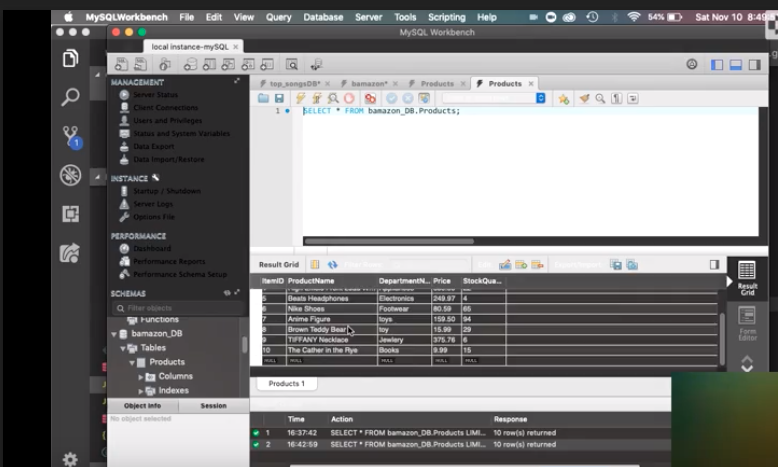 MySQLWorkbench File Edit View Query Database Server Tools Scripting Help 54% Sat Nov 10 8:49
MySQL Workbench
local instance-mySQL
MANAGEMENT
Server Status
Client Connections
Users and Privileges
Status and System Variables
Data Export
Data Import/Restore
INSTANCE
Startup / Shutdown
Server Logs
Options File
PERFORMANCE
Dashboard
Performance Reports
Performance Schema Setup
SCHEMAS
Filter objects
Functions
bamazon_DB
Tables
Products
Columns
Indexes
Object Info Session
No object selected
top_songsDB* bamazon* Products Products
1 SELECT * FROM bamazon_DB.Products;
Result Grid
ItemID ProductName DepartmentN... Price StockQua...
5 Beats Headphones Electronics 249.97 4
6 Nike Shoes Footwear 80.59 65
7 Anime Figure toys 159.50 94
8 Brown Teddy Bear toy 15.99 29
9 TIFFANY Necklace Jewlery 375.76 6
10 The Cather in the Rye Books 9.99 15
NULL NULL NULL NULL NULL
Result Grid
Form Editor
Products 1
Time Action Response
1 16:37:42 SELECT * FROM bamazon_DB.Products LIMI... 10 row(s) returned
2 16:42:59 SELECT * FROM bamazon_DB.Products LIMI... 10 row(s) returned
1